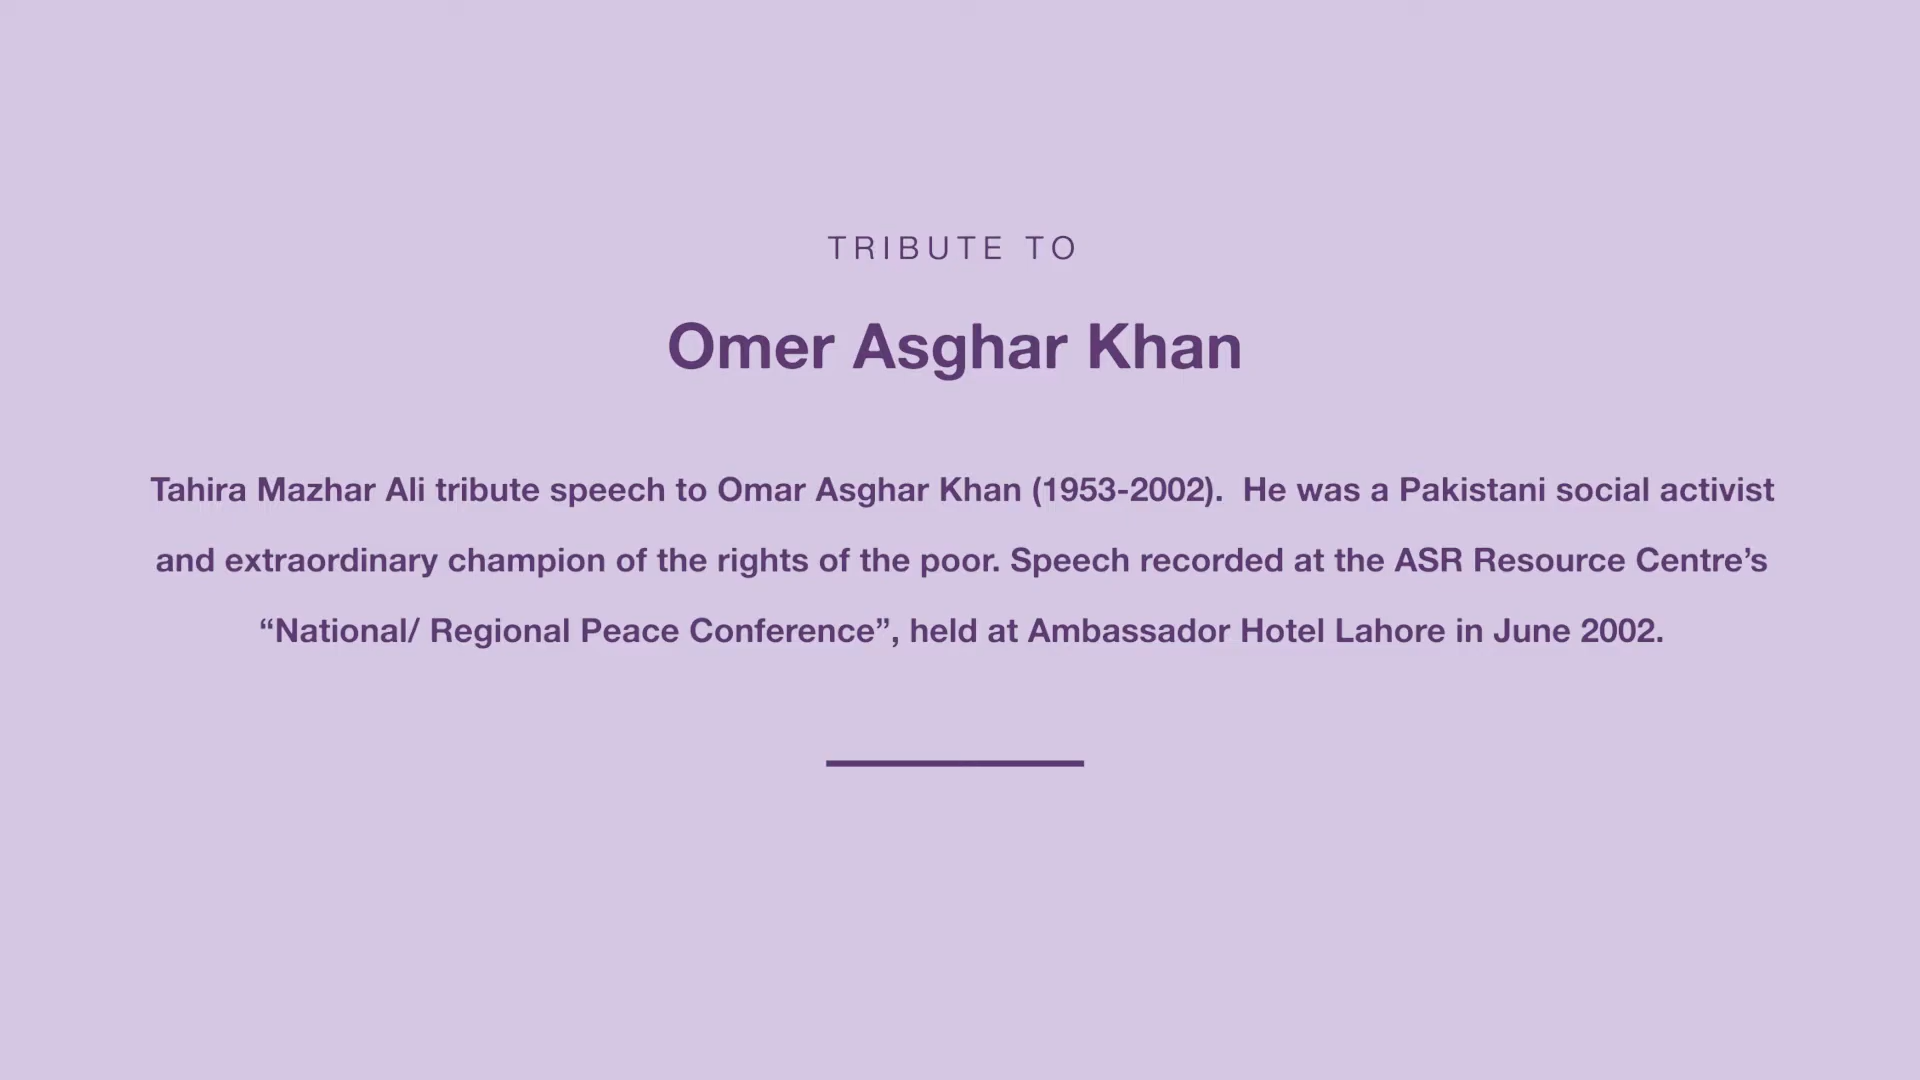 TRIBUTE TO
Omer Asghar Khan
Tahira Mazhar Ali tribute speech to Omar Asghar Khan (1953-2002).  He was a Pakistani social activist
and extraordinary champion of the rights of the poor. Speech recorded at the ASR Resource Centre’s
“National/ Regional Peace Conference”, held at Ambassador Hotel Lahore in June 2002.